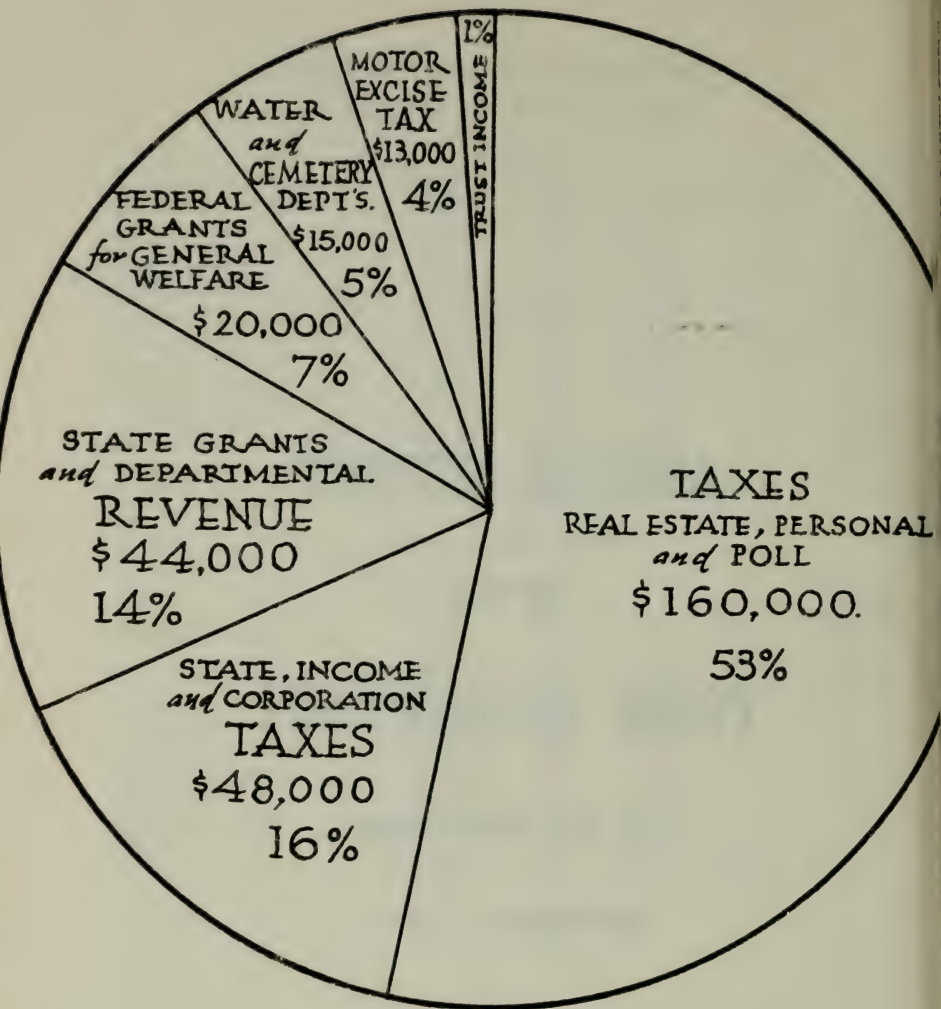 1%
TRUST INCOME
MOTOR
EXCISE
TAX
$13,000
4%
WATER
and
CEMETERY
DEPT'S.
$15,000
5%
FEDERAL
GRANTS
for GENERAL
WELFARE
$20,000
7%
STATE GRANTS
and DEPARTMENTAL
REVENUE
$44,000
14%
STATE, INCOME
and CORPORATION
TAXES
$48,000
16%
TAXES
REAL ESTATE, PERSONAL
and POLL
$160,000.
53%